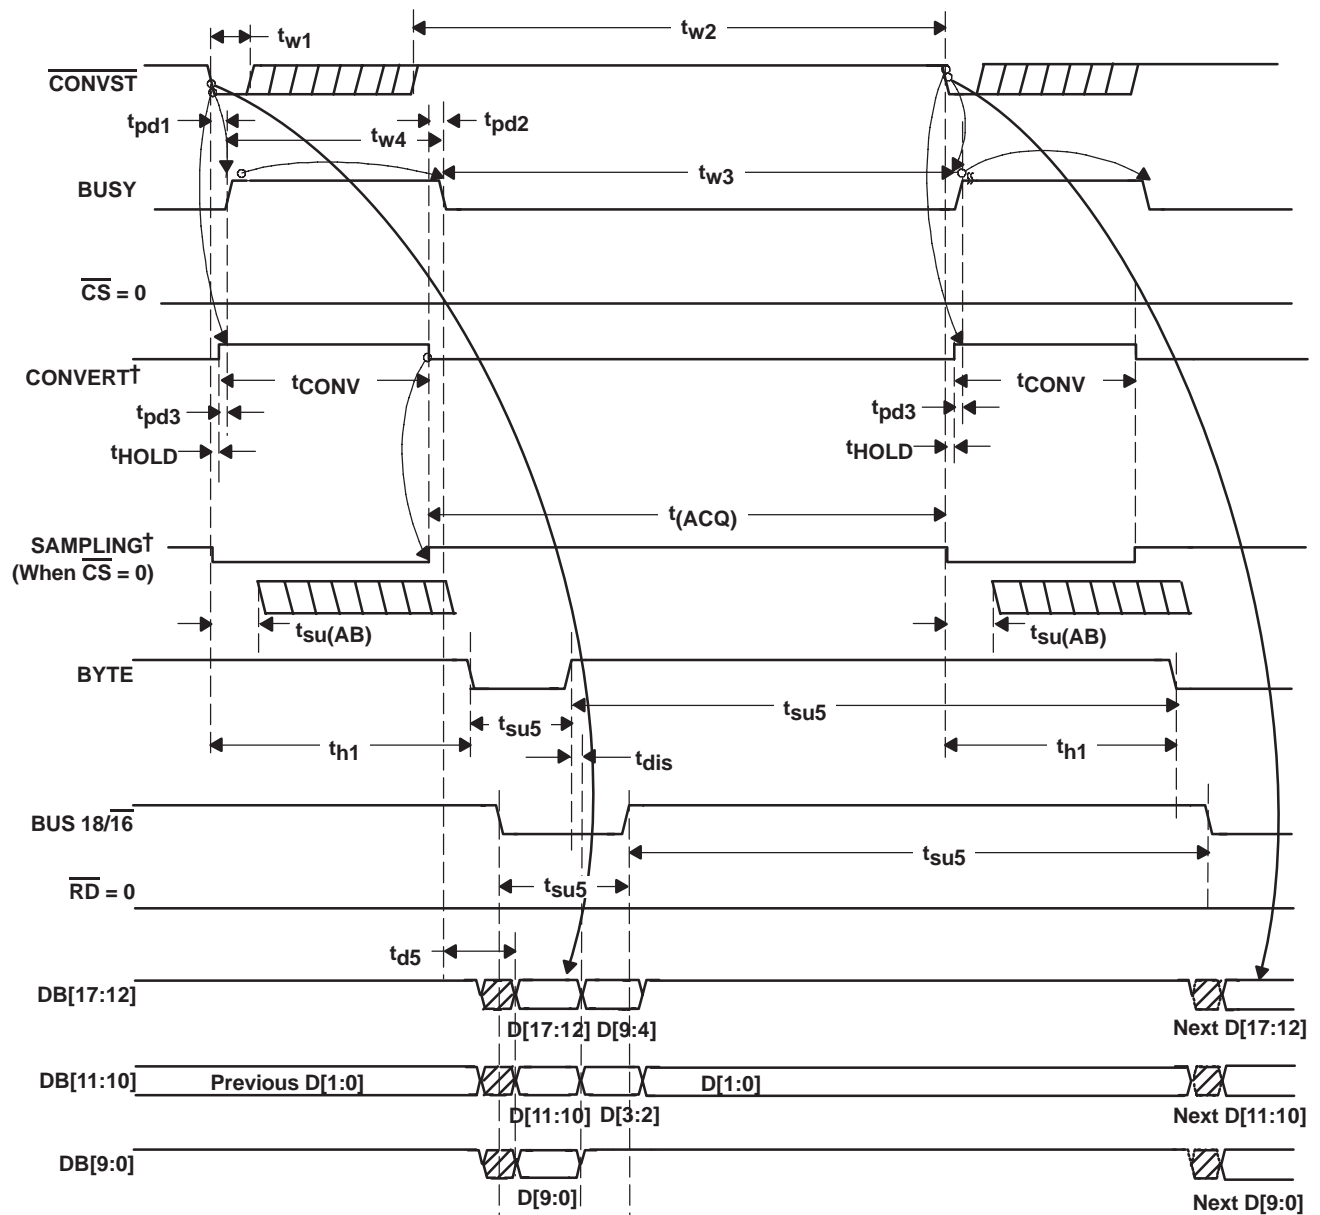 tw1
tw2
CONVST
tpd1
tw4
tpd2
tw3
BUSY
CS = 0
CONVERT†
tCONV
tCONV
tpd3
tpd3
tHOLD
tHOLD
t(ACQ)
SAMPLING†
(When CS = 0)
tsu(AB)
tsu(AB)
BYTE
tsu5
tsu5
th1
th1
tdis
BUS 18/16
tsu5
tsu5
RD = 0
td5
DB[17:12]
D[17:12]
D[9:4]
Next D[17:12]
DB[11:10]
Previous D[1:0]
D[1:0]
D[11:10]
D[3:2]
Next D[11:10]
DB[9:0]
D[9:0]
Next D[9:0]